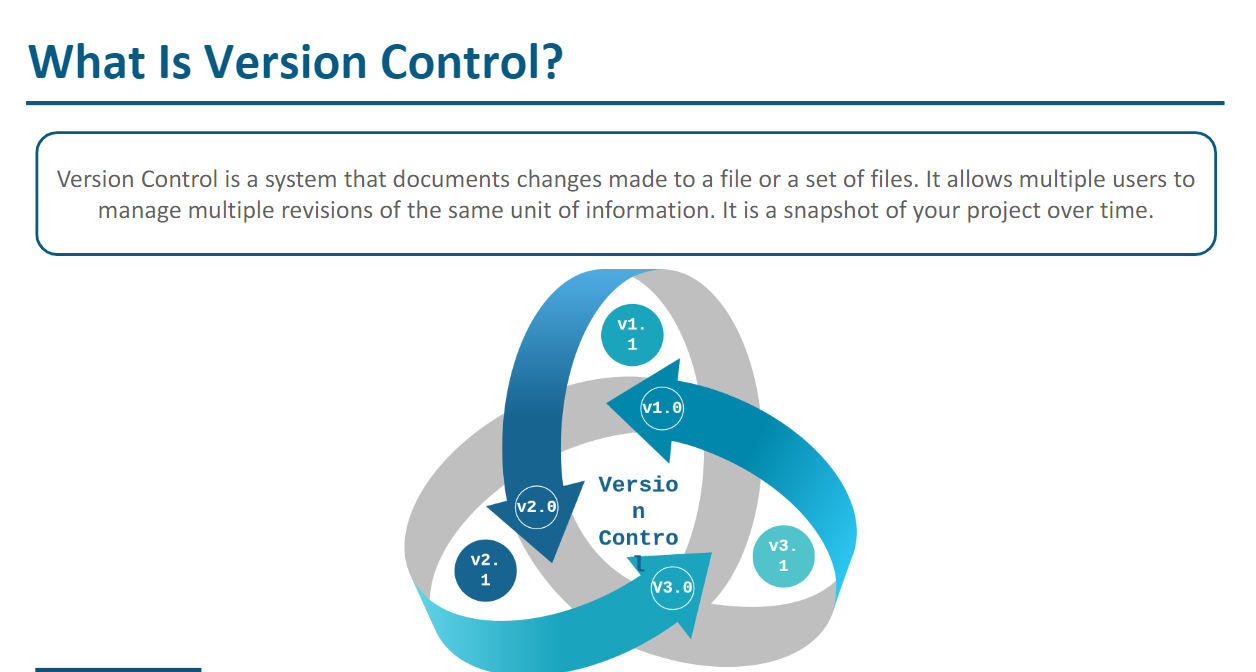 What Is Version Control?
Version Control is a system that documents changes made to a file or a set of files. It allows multiple users to
manage multiple revisions of the same unit of information. It is a snapshot of your project over time.
v1.
1
v1.0
Versio
n
Contro
l
v2.0
v2.
1
v3.
1
V3.0